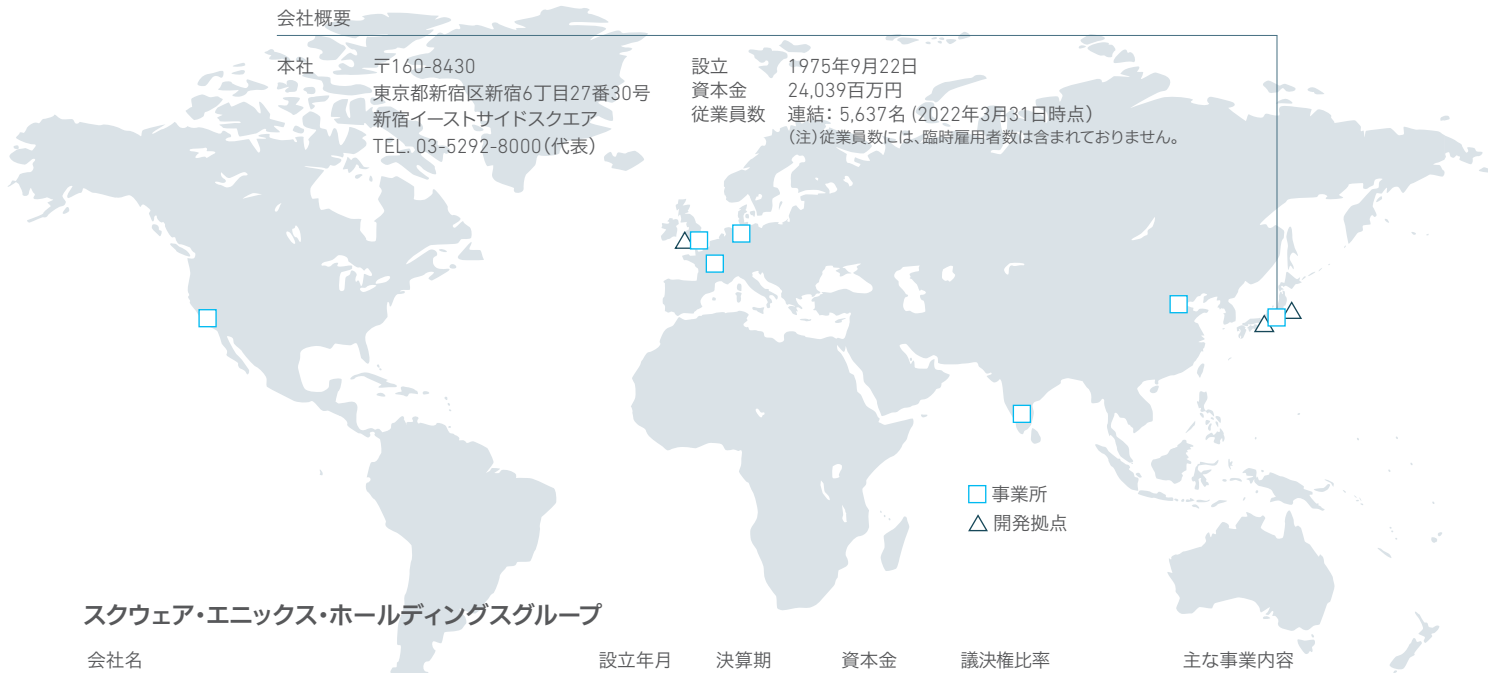 会社概要
本社 〒160-8430
東京都新宿区新宿6丁目27番30号
新宿イーストサイドスクエア
TEL. 03-5292-8000(代表)
設立 1975年9月22日
資本金 24,039百万円
従業員数 連結: 5,637名 (2022年3月31日時点)
(注)従業員数には、臨時雇用者数は含まれておりません。
事業所
開発拠点
スクウェア・エニックス・ホールディングスグループ
会社名 設立年月 決算期 資本金 議決権比率 主な事業内容